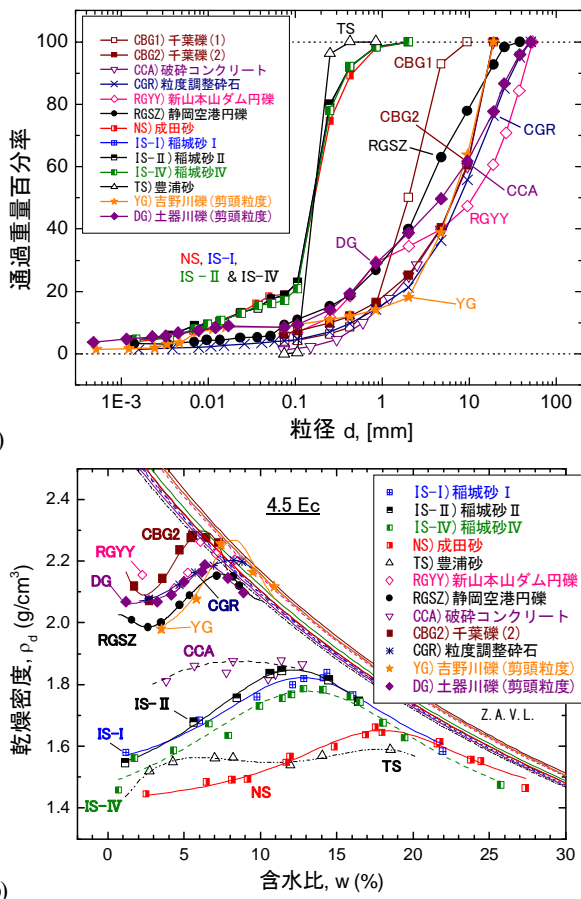 通過重量百分率
100
80
60
40
20
0
CBG1) 千葉礫(1)
CBG2) 千葉礫(2)
CCA) 破砕コンクリート
CGR) 粒度調整砕石
RGYY) 新山本山ダム円礫
RGSZ) 静岡空港円礫
NS) 成田砂
IS-I) 稲城砂 I
IS-II) 稲城砂 II
IS-IV) 稲城砂IV
TS) 豊浦砂
YG) 吉野川礫 (剪頭粒度)
DG) 土器川礫 (剪頭粒度)
TS
CBG1
CBG2
RGSZ
CGR
CCA
RGYY
DG
YG
NS, IS-I,
IS-II & IS-IV
1E-3
0.01
0.1
1
10
100
粒径 d, [mm]
)
乾燥密度, ρd (g/cm³)
2.4
2.2
2.0
1.8
1.6
1.4
4.5 Ec
IS-I) 稲城砂 I
IS-II) 稲城砂 II
IS-IV) 稲城砂IV
NS) 成田砂
TS) 豊浦砂
RGYY) 新山本山ダム円礫
RGSZ) 静岡空港円礫
CCA) 破砕コンクリート
CBG2) 千葉礫 (2)
CGR) 粒度調整砕石
YG) 吉野川礫 (剪頭粒度)
DG) 土器川礫 (剪頭粒度)
CBG2
RGYY
DG
CGR
RGSZ
YG
CCA
IS-II
IS-I
Z.A.V.L.
IS-IV
NS
TS
0
5
10
15
20
25
30
含水比, w (%)
)